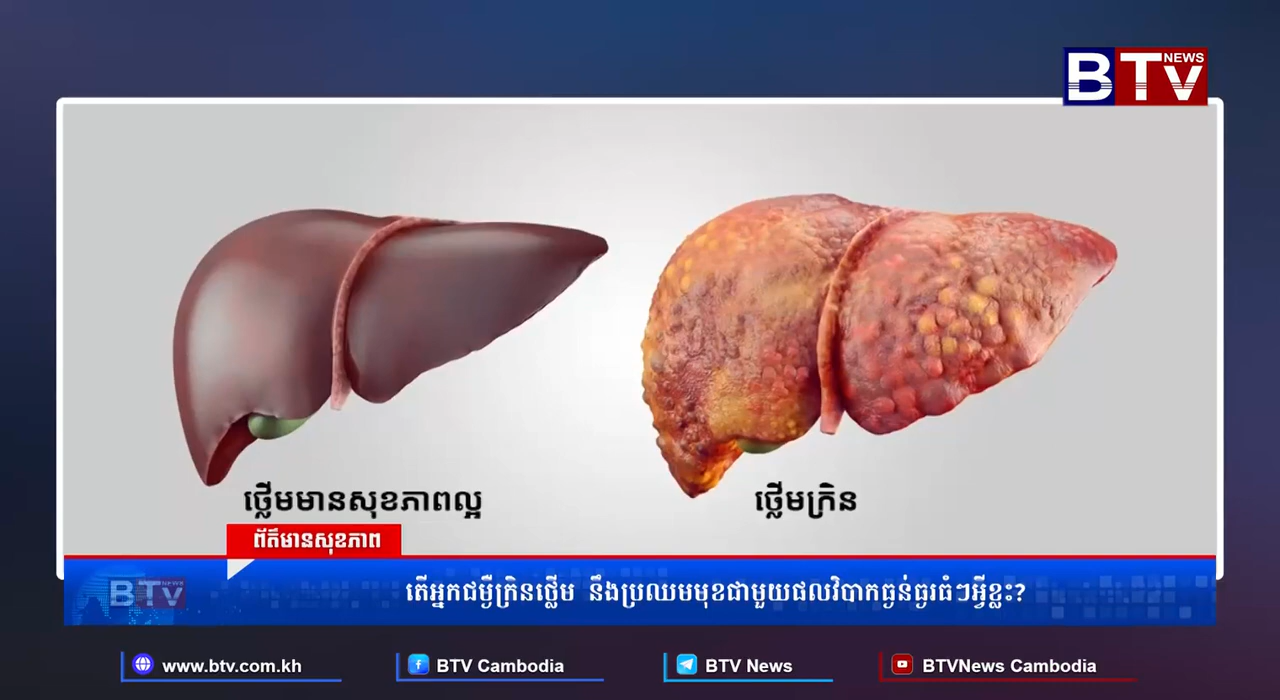 BTV NEWS
ថ្លើមមានសុខភាពល្អ
ថ្លើមក្រិន
ព័ត៌មានសុខភាព
BTV NEWS
តើអ្នកជម្ងឺក្រិនថ្លើម នឹងប្រឈមមុខជាមួយផលវិបាកធ្ងន់ធ្ងរធំៗអ្វីខ្លះ?
www.btv.com.kh
BTV Cambodia
BTV News
BTVNews Cambodia